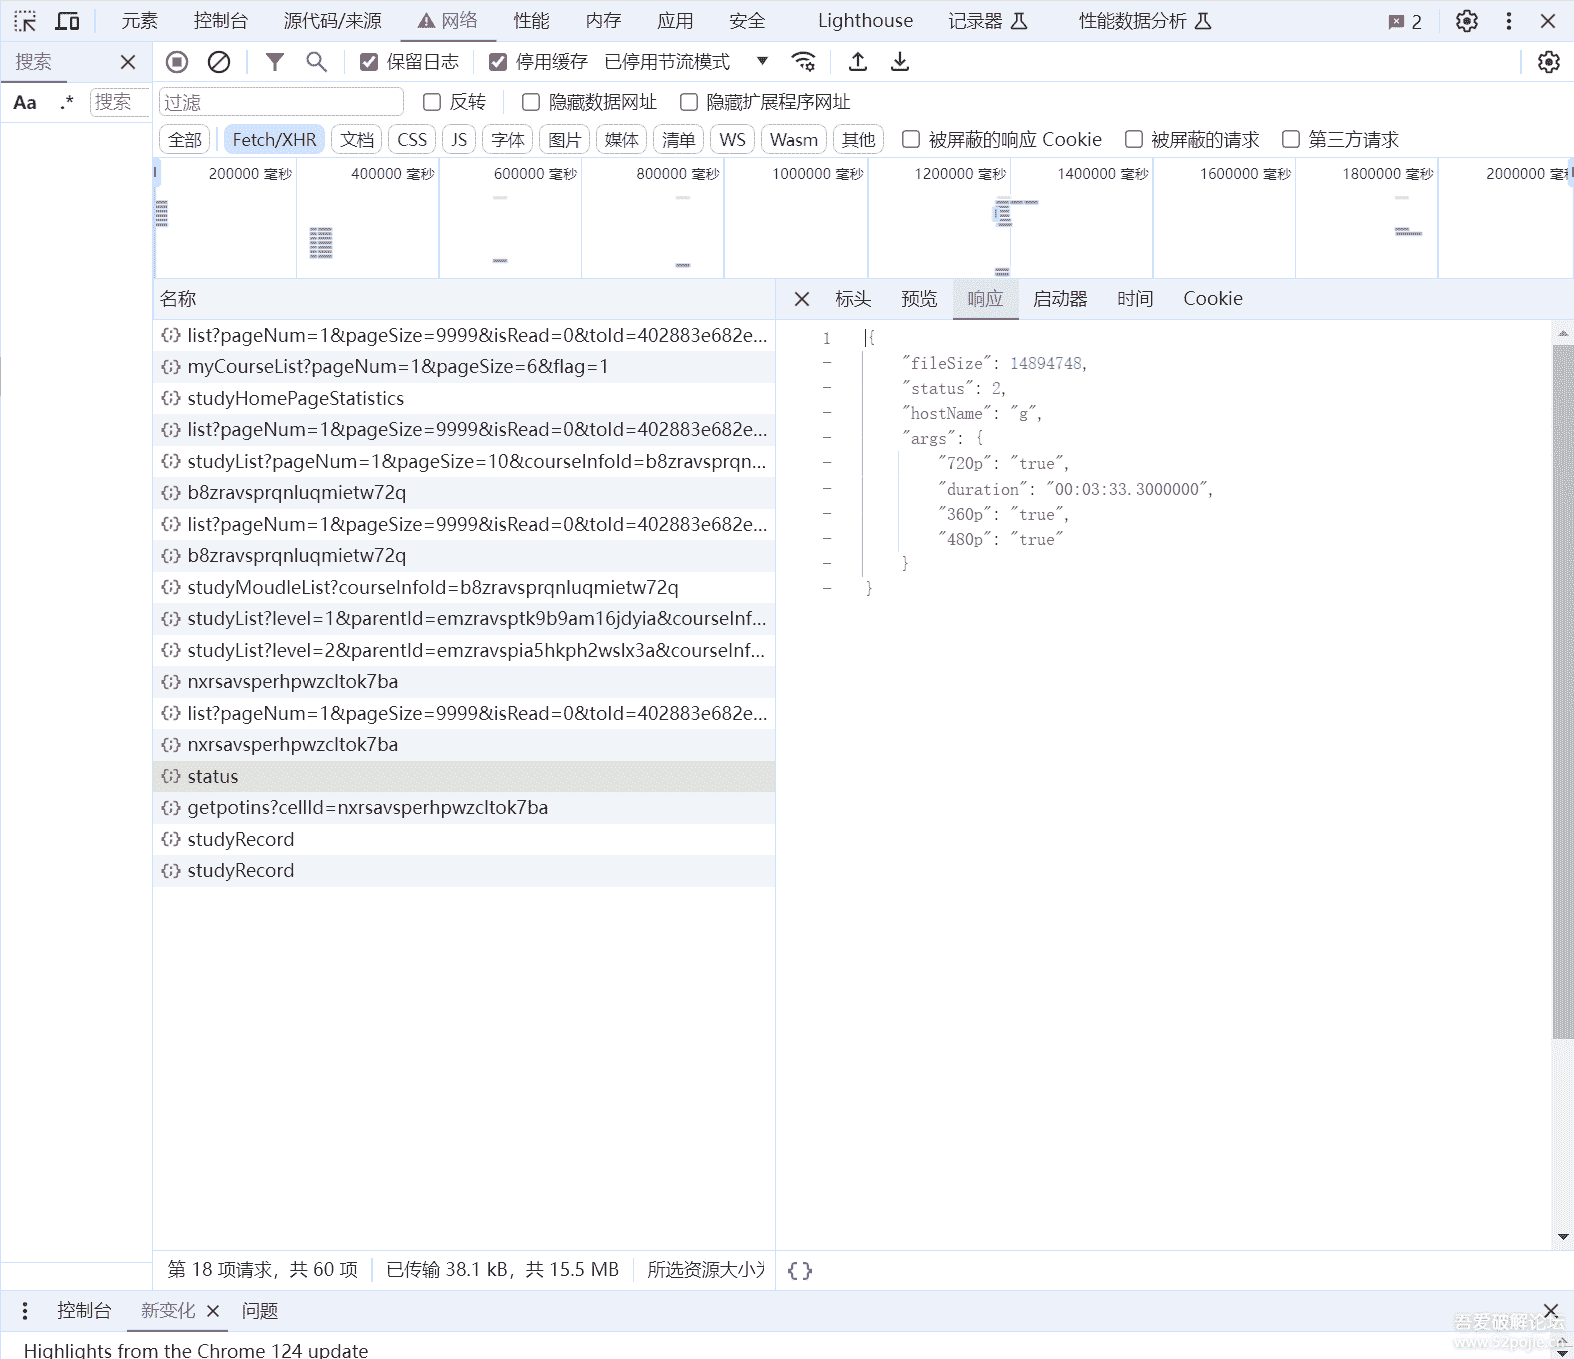 元素 控制台 源代码/来源 网络 性能 内存 应用 安全 Lighthouse 记录器 性能数据分析 2
搜索 保留日志 停用缓存 已停用节流模式
Aa .* 搜索 过滤 反转 隐藏数据网址 隐藏扩展程序网址
全部 Fetch/XHR 文档 CSS JS 字体 图片 媒体 清单 WS Wasm 其他 被屏蔽的响应 Cookie 被屏蔽的请求 第三方请求
200000 毫秒 400000 毫秒 600000 毫秒 800000 毫秒 1000000 毫秒 1200000 毫秒 1400000 毫秒 1600000 毫秒 1800000 毫秒 2000000 毫秒
名称
list?pageNum=1&pageSize=9999&isRead=0&toId=402883e682e...
myCourseList?pageNum=1&pageSize=6&flag=1
studyHomePageStatistics
list?pageNum=1&pageSize=9999&isRead=0&toId=402883e682e...
studyList?pageNum=1&pageSize=10&courseInfoId=b8zravsprqn...
b8zravsprqnluqmietw72q
list?pageNum=1&pageSize=9999&isRead=0&toId=402883e682e...
b8zravsprqnluqmietw72q
studyMoudleList?courseInfoId=b8zravsprqnluqmietw72q
studyList?level=1&parentId=emzravsptk9b9am16jdyia&courseInf...
studyList?level=2&parentId=emzravspia5hkph2wslx3a&courseInf...
nxrsavsperhpwzcltok7ba
list?pageNum=1&pageSize=9999&isRead=0&toId=402883e682e...
nxrsavsperhpwzcltok7ba
status
getpotins?cellId=nxrsavsperhpwzcltok7ba
studyRecord
studyRecord
标头 预览 响应 启动器 时间 Cookie
1 {
"fileSize": 14894748,
"status": 2,
"hostName": "g",
"args": {
"720p": "true",
"duration": "00:03:33.3000000",
"360p": "true",
"480p": "true"
}
}
第 18 项请求，共 60 项 已传输 38.1 kB，共 15.5 MB 所选资源大小为
控制台 新变化 问题
Highlights from the Chrome 124 update
吾爱破解论坛
www.52pojie.cn